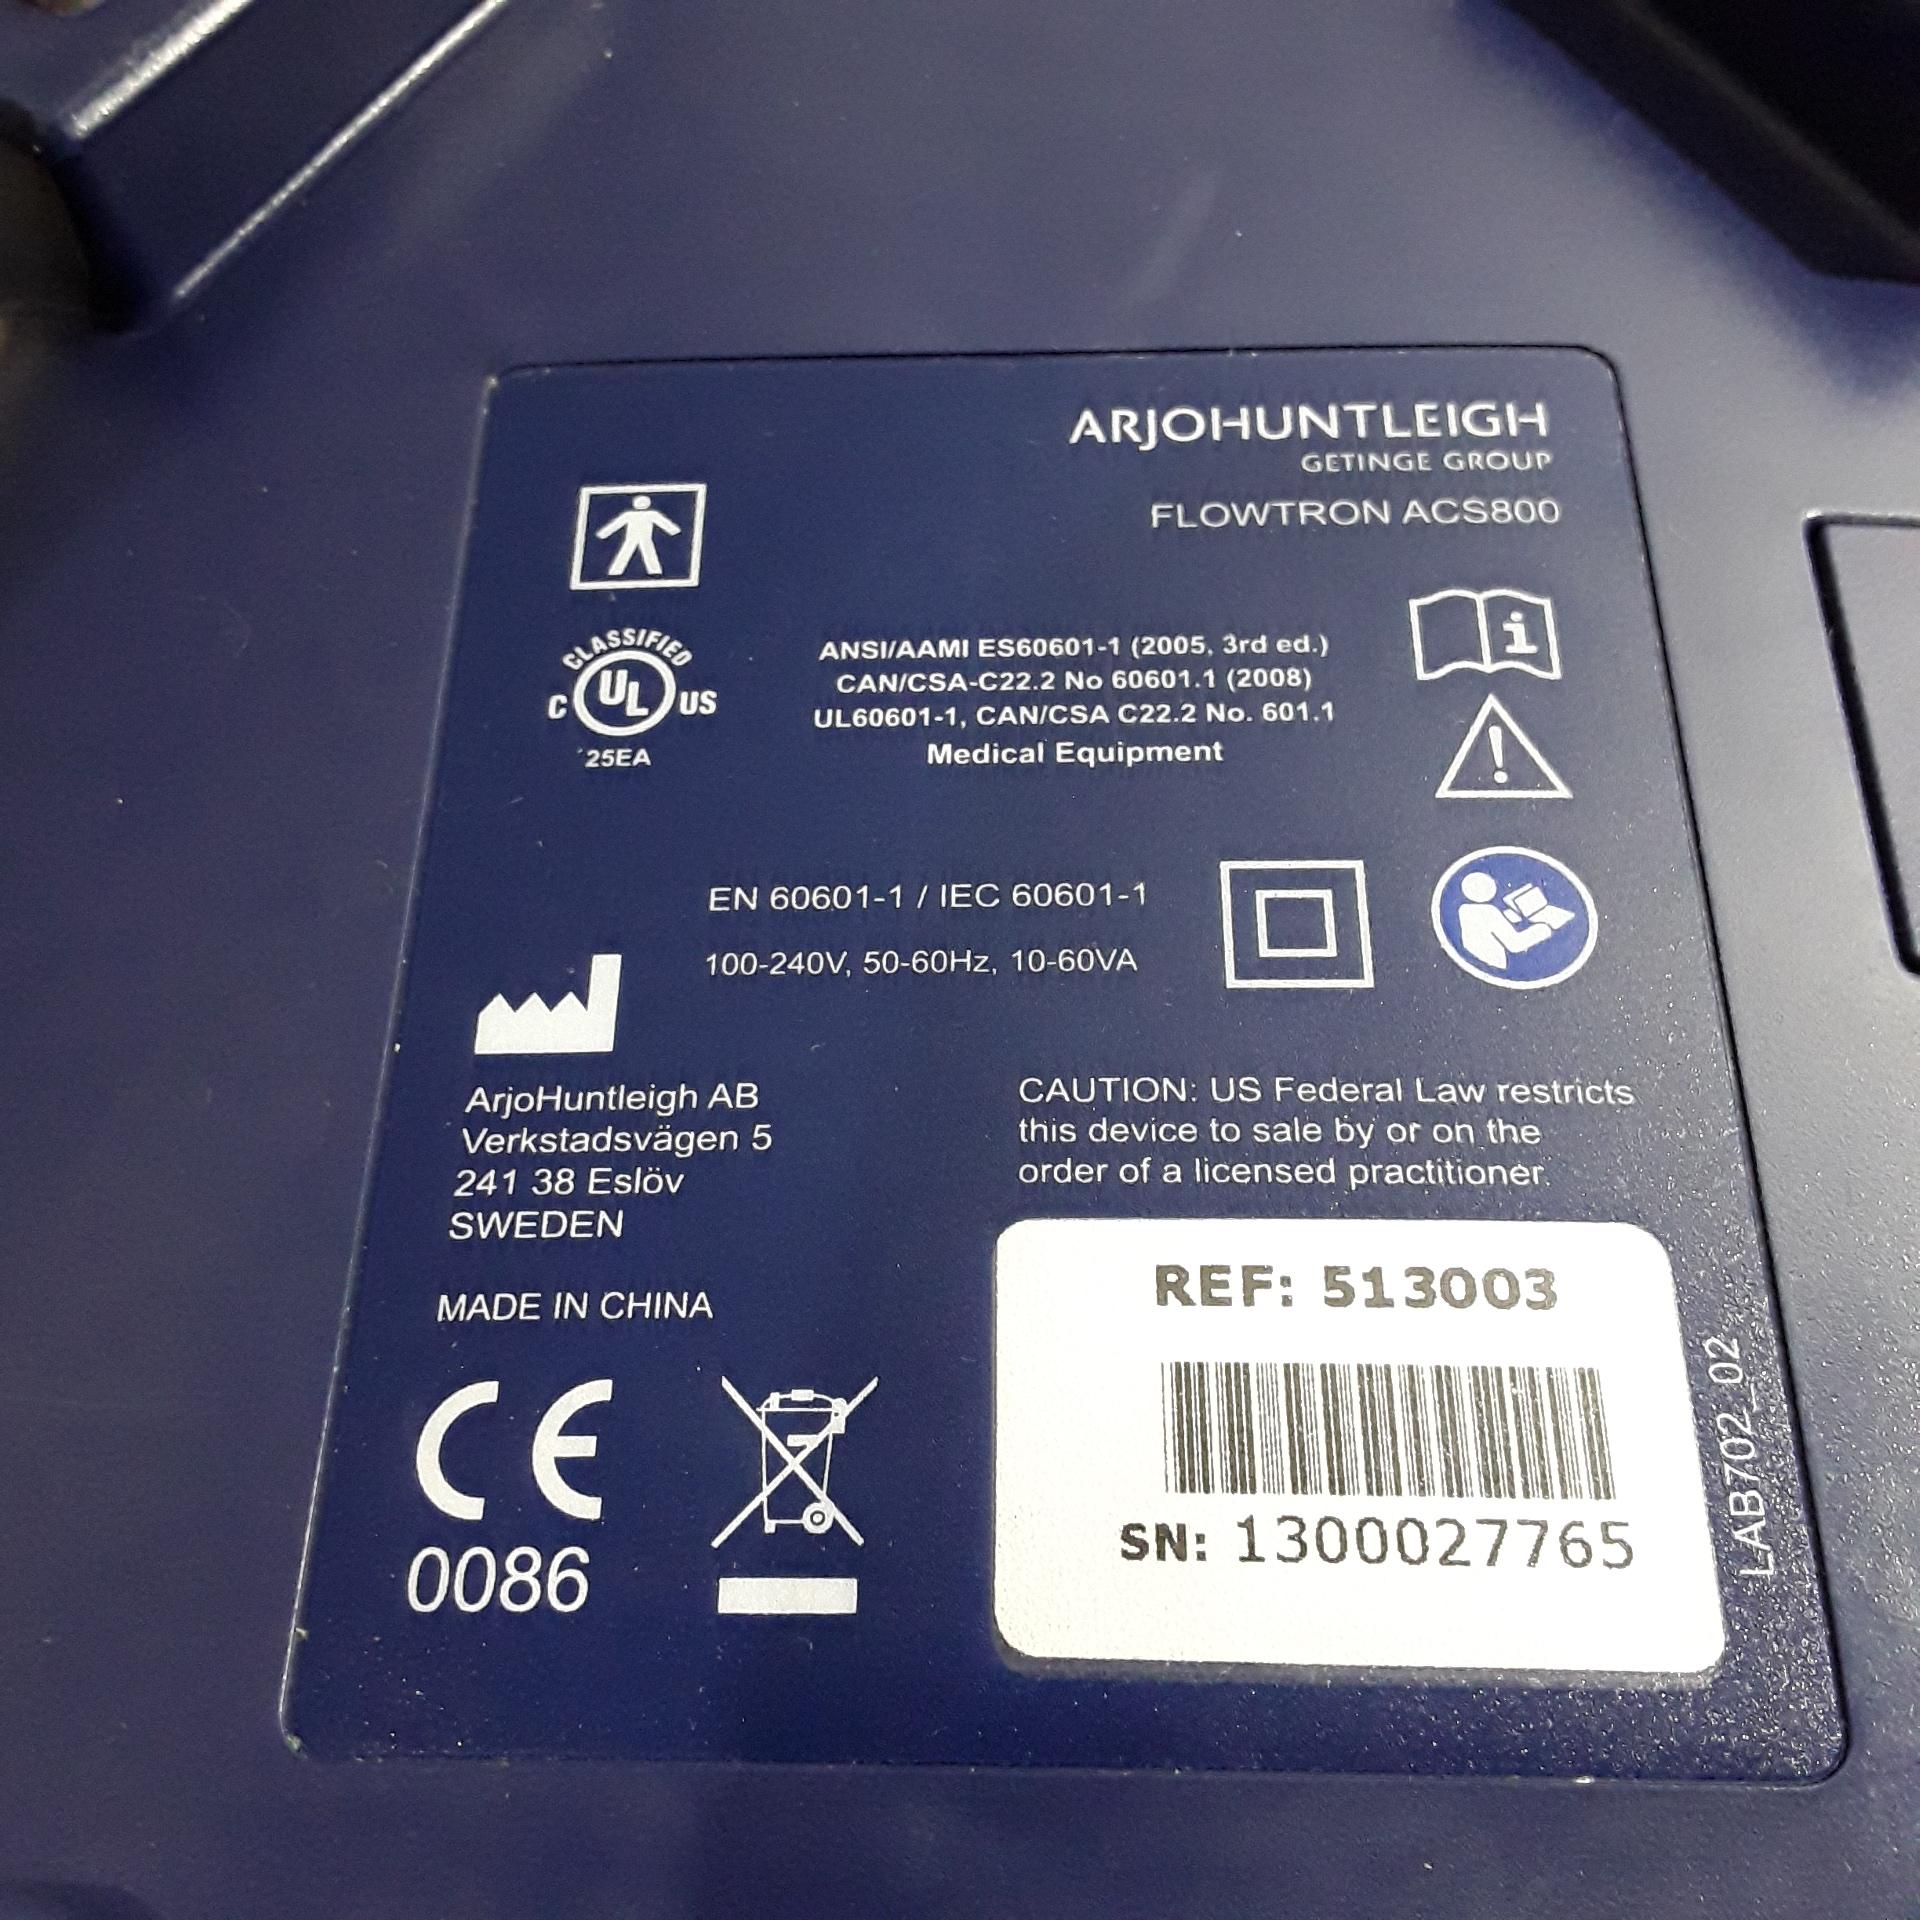 ARJOHUNTLEIGH
GETINGE GROUP
FLOWTRON ACS800
CLASSIFIED
C UL US
25EA
ANSI/AAMI ES60601-1 (2005, 3rd ed.)
CAN/CSA-C22.2 No 60601.1 (2008)
UL60601-1, CAN/CSA C22.2 No. 601.1
Medical Equipment
i
!
EN 60601-1 / IEC 60601-1
100-240V, 50-60Hz, 10-60VA
ArjoHuntleigh AB
Verkstadsvägen 5
241 38 Eslöv
SWEDEN
MADE IN CHINA
CE
0086
CAUTION: US Federal Law restricts
this device to sale by or on the
order of a licensed practitioner.
REF: 513003
SN: 1300027765
LAB702_02